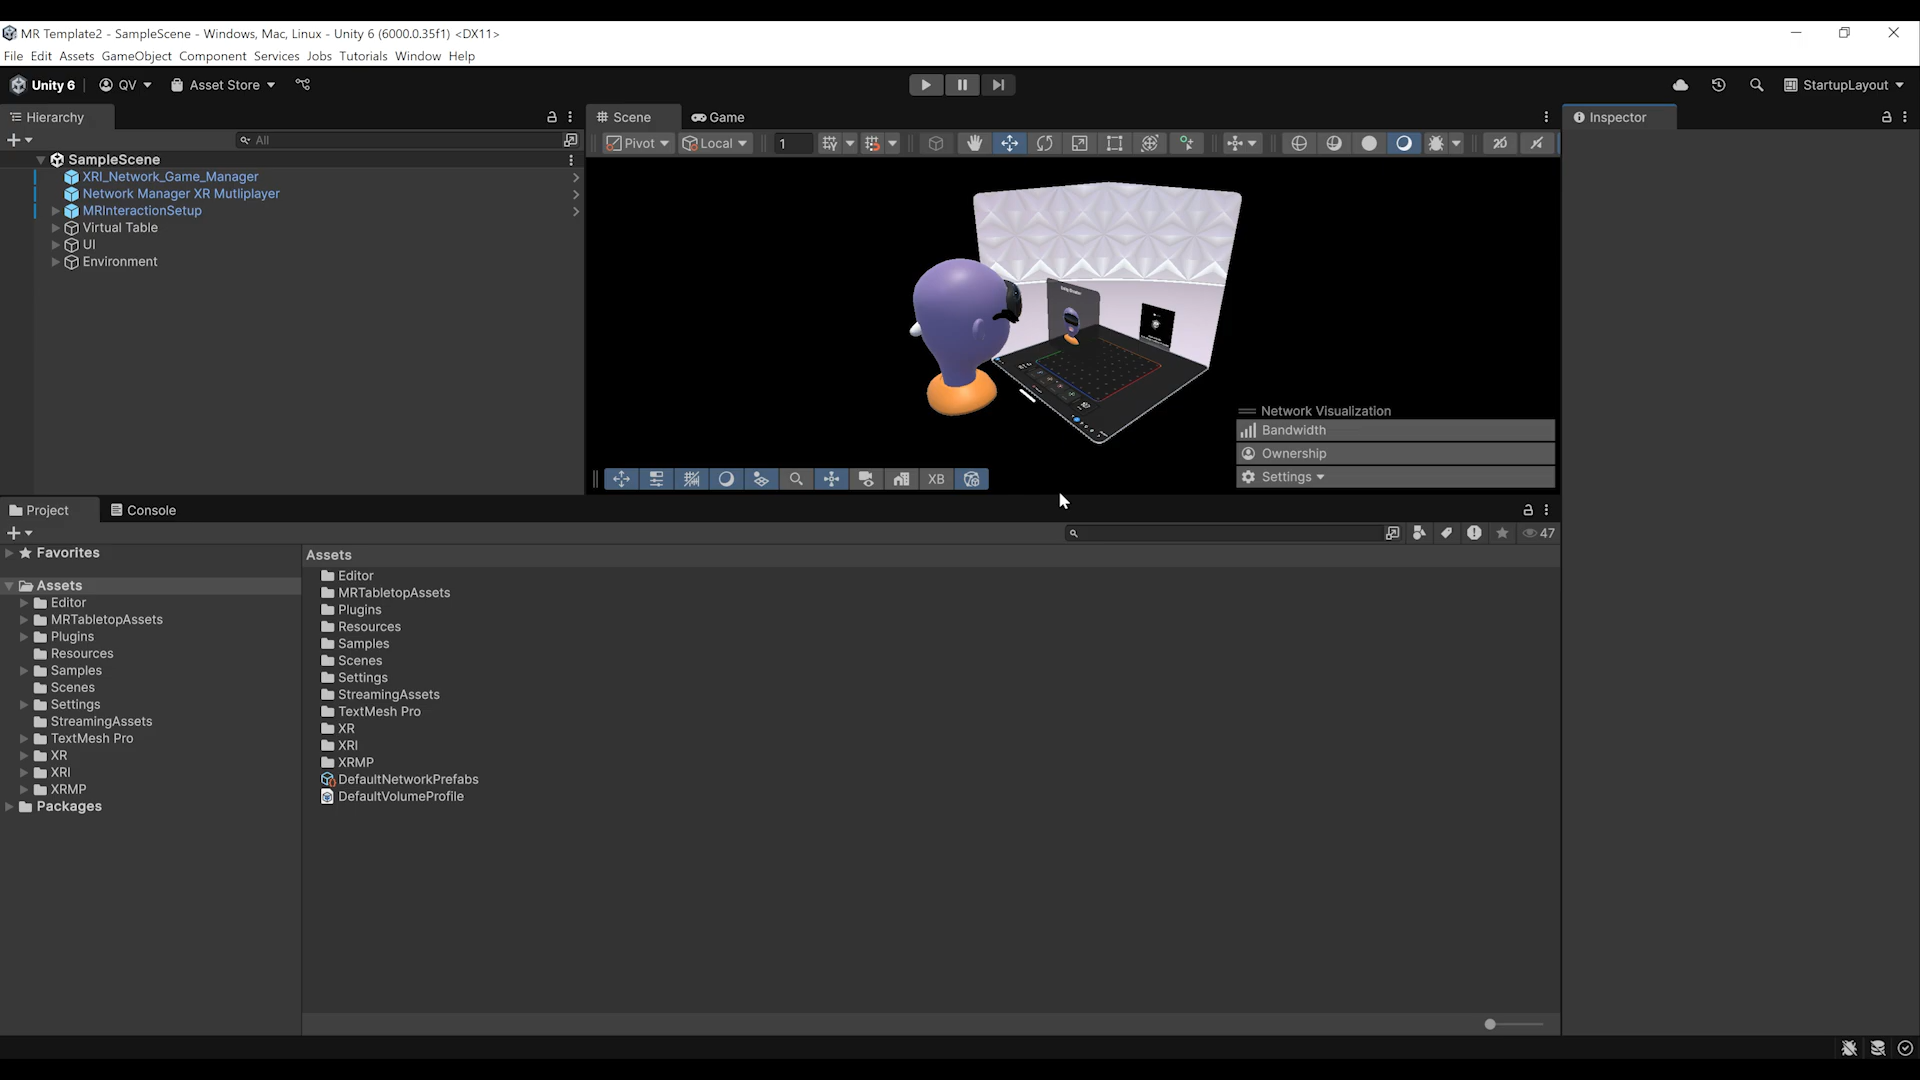 MR Template2 - SampleScene - Windows, Mac, Linux - Unity 6 (6000.0.35f1) <DX11>
File Edit Assets GameObject Component Services Jobs Tutorials Window Help
Unity 6 QV Asset Store StartupLayout
Hierarchy
All
SampleScene
XRI_Network_Game_Manager
Network Manager XR Mutliplayer
MRInteractionSetup
Virtual Table
UI
Environment
Scene Game
Pivot Local 1
Network Visualization
Bandwidth
Ownership
Settings
XB
Inspector
Project Console
47
Favorites
Assets
Editor
MRTabletopAssets
Plugins
Resources
Samples
Scenes
Settings
StreamingAssets
TextMesh Pro
XR
XRI
XRMP
Packages
Assets
Editor
MRTabletopAssets
Plugins
Resources
Samples
Scenes
Settings
StreamingAssets
TextMesh Pro
XR
XRI
XRMP
DefaultNetworkPrefabs
DefaultVolumeProfile